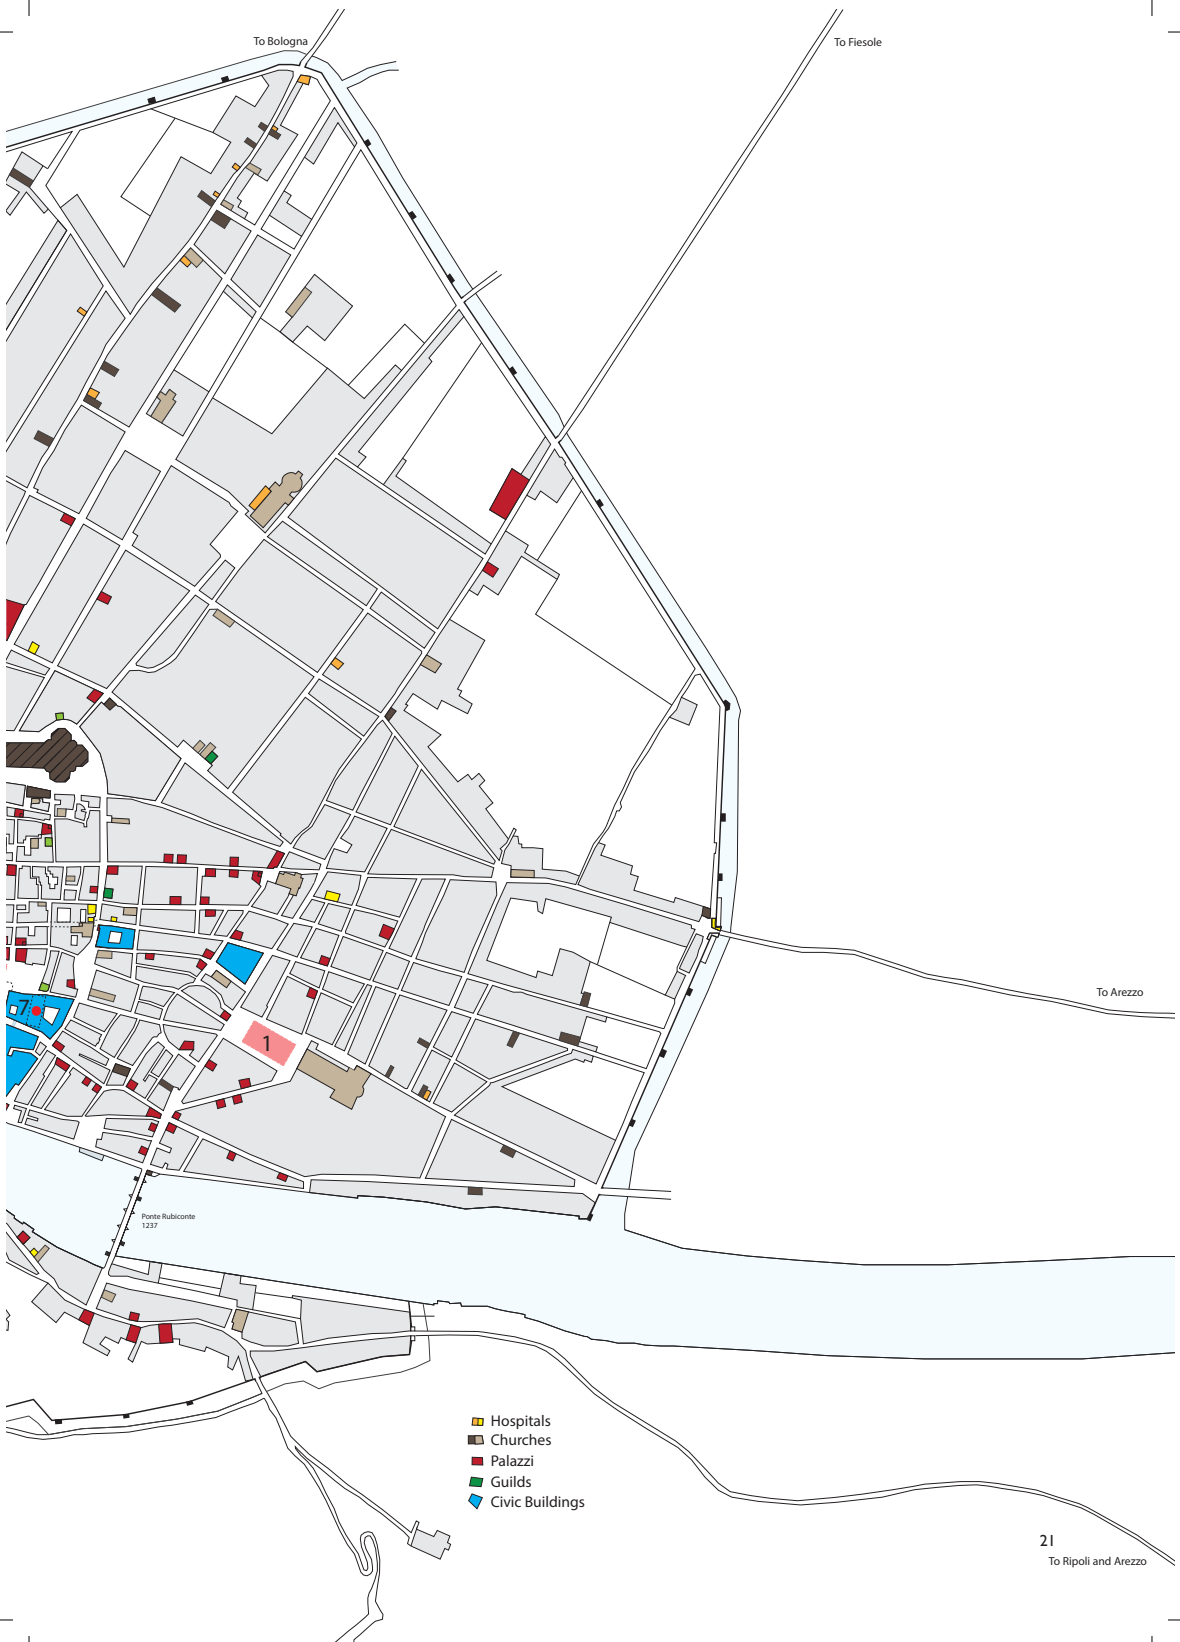 To Bologna
To Fiesole
To Arezzo
7
1
Ponte Rubiconte
1237
Hospitals
Churches
Palazzi
Guilds
Civic Buildings
21
To Ripoli and Arezzo